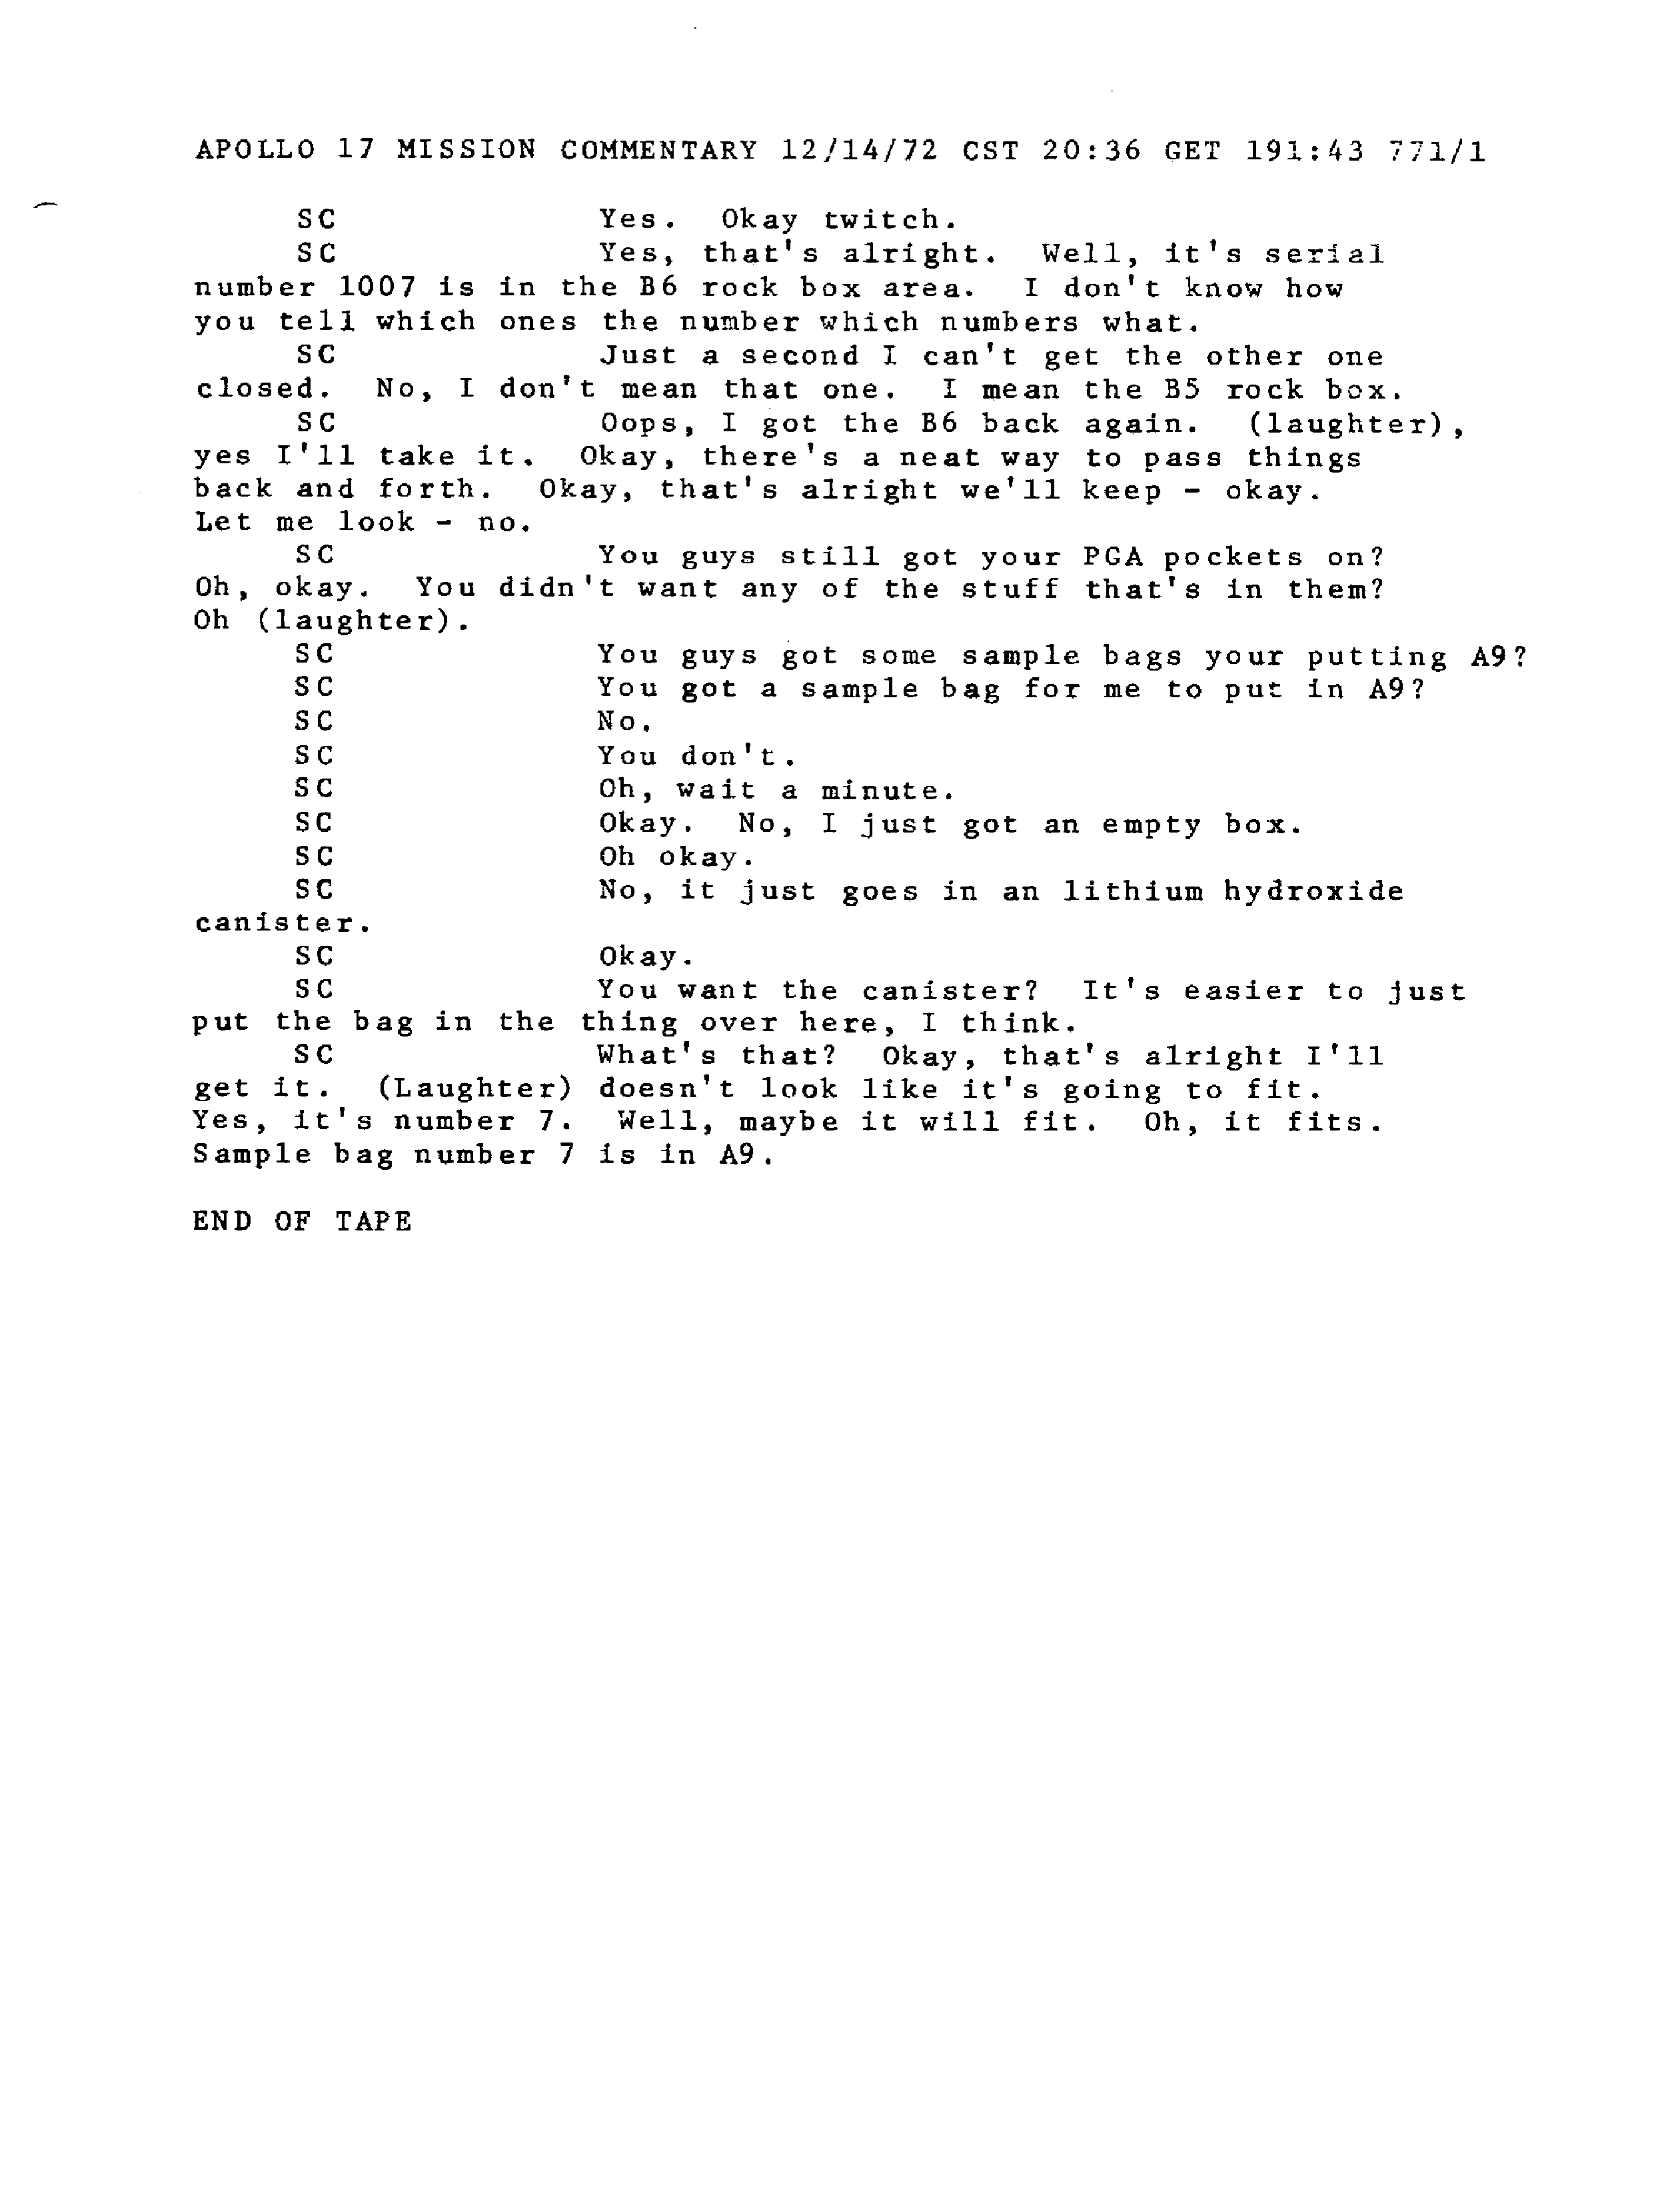 APOLLO 17 MISSION COMMENTARY 12/14/72 CST 20:36 GET 191:43 771/1
SC Yes. Okay twitch.
SC Yes, that's alright. Well, it's serial
number 1007 is in the B6 rock box area. I don't know how
you tell which ones the number which numbers what.
SC Just a second I can't get the other one
closed. No, I don't mean that one. I mean the B5 rock box.
SC Oops, I got the B6 back again. (laughter),
yes I'll take it. Okay, there's a neat way to pass things
back and forth. Okay, that's alright we'll keep - okay.
Let me look - no.
SC You guys still got your PGA pockets on?
Oh, okay. You didn't want any of the stuff that's in them?
Oh (laughter).
SC You guys got some sample bags your putting A9?
SC You got a sample bag for me to put in A9?
SC No.
SC You don't.
SC Oh, wait a minute.
SC Okay. No, I just got an empty box.
SC Oh okay.
SC No, it just goes in an lithium hydroxide
canister.
SC Okay.
SC You want the canister? It's easier to just
put the bag in the thing over here, I think.
SC What's that? Okay, that's alright I'll
get it. (Laughter) doesn't look like it's going to fit.
Yes, it's number 7. Well, maybe it will fit. Oh, it fits.
Sample bag number 7 is in A9.
END OF TAPE